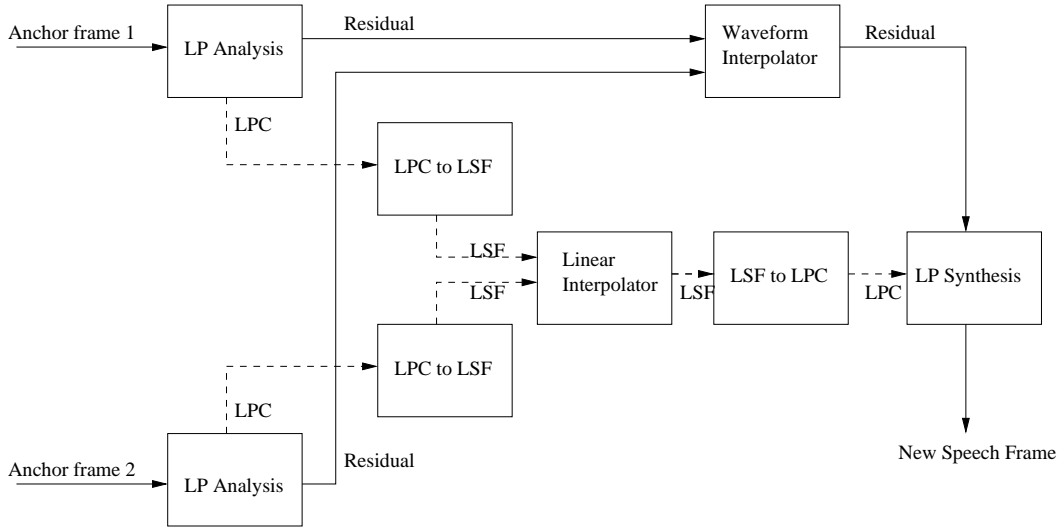 Anchor frame 1
LP Analysis
Residual
Waveform
Interpolator
Residual
LPC
LPC to LSF
LSF
Linear
Interpolator
LSF
LSF
LSF to LPC
LPC
LP Synthesis
LPC to LSF
LPC
Anchor frame 2
LP Analysis
Residual
New Speech Frame